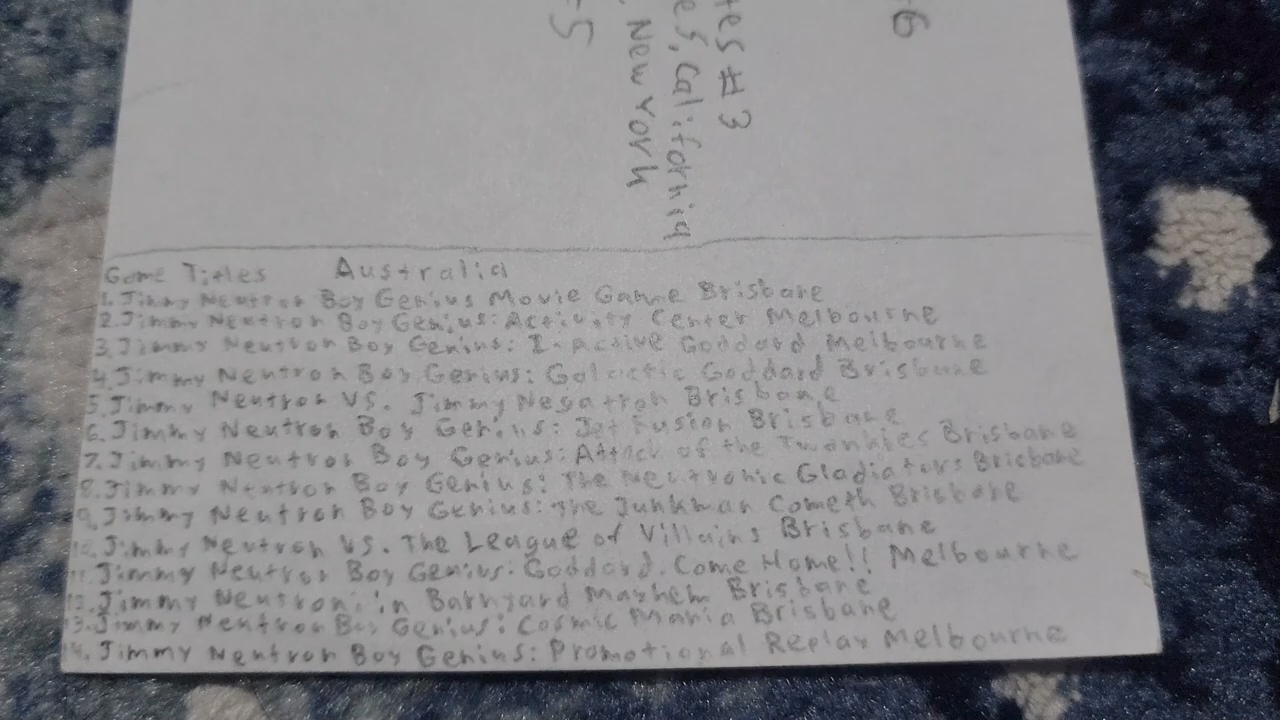 -6
tes #3
es, California
, New York
=5
Game Titles Australia
1. Jimmy Neutron Boy Genius Movie Game Brisbane
2. Jimmy Neutron Boy Genius: Activity Center Melbourne
3. Jimmy Neutron Boy Genius: I-Active Goddard Melbourne
4. Jimmy Neutron Boy Genius: Galactic Goddard Brisbane
5. Jimmy Neutron VS. Jimmy Negatron Brisbane
6. Jimmy Neutron Boy Genius: Jet Fusion Brisbane
7. Jimmy Neutron Boy Genius: Attack of the Twonkies Brisbane
8. Jimmy Neutron Boy Genius: The Neutronic Gladiators Brisbane
9. Jimmy Neutron Boy Genius: The Junkman Cometh Brisbane
10. Jimmy Neutron VS. The League of Villains Brisbane
11. Jimmy Neutron Boy Genius: Goddard. Come Home!! Melbourne
12. Jimmy Neutron: in Barnyard Mayhem Brisbane
13. Jimmy Neutron Boy Genius: Cosmic Mania Brisbane
14. Jimmy Neutron Boy Genius: Promotional Replay Melbourne